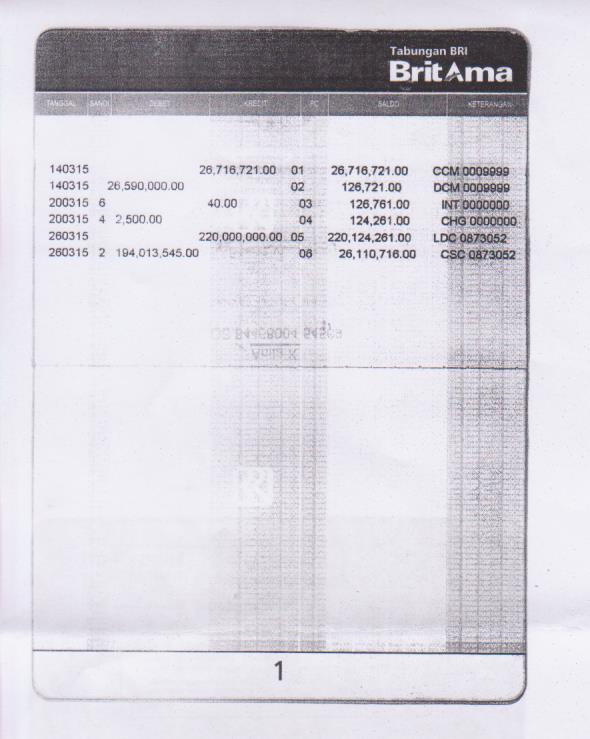 Tabungan BRI
BritAma
TANGGAL SANDI DEBET KREDIT PC SALDO KETERANGAN
140315 26,716,721.00 01 26,716,721.00 CCM 0009999
140315 26,590,000.00 02 126,721.00 DCM 0009999
200315 6 40.00 03 126,761.00 INT 0000000
200315 4 2,500.00 04 124,261.00 CHG 0000000
260315 220,000,000.00 05 220,124,261.00 LDC 0873052
260315 2 194,013,545.00 06 26,110,716.00 CSC 0873052
1